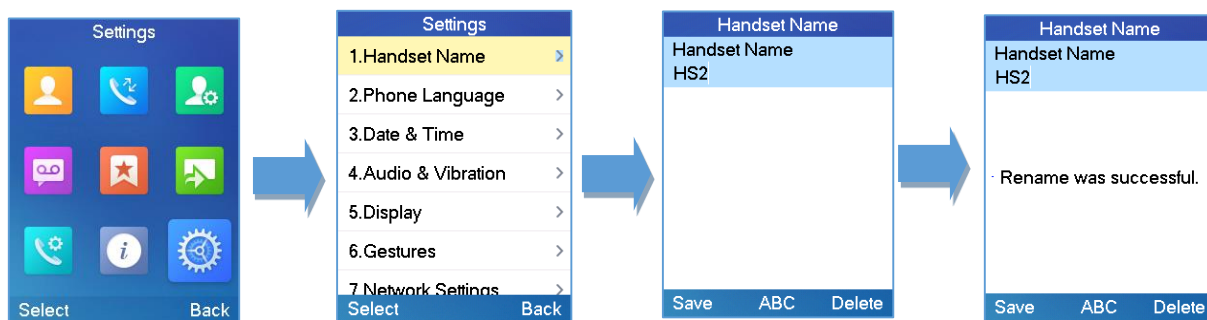 Settings
Select Back
Settings
1.Handset Name
2.Phone Language
3.Date & Time
4.Audio & Vibration
5.Display
6.Gestures
7.Network Settings
Select Back
Handset Name
Handset Name
HS2
Save ABC Delete
Handset Name
Handset Name
HS2
Rename was successful.
Save ABC Delete